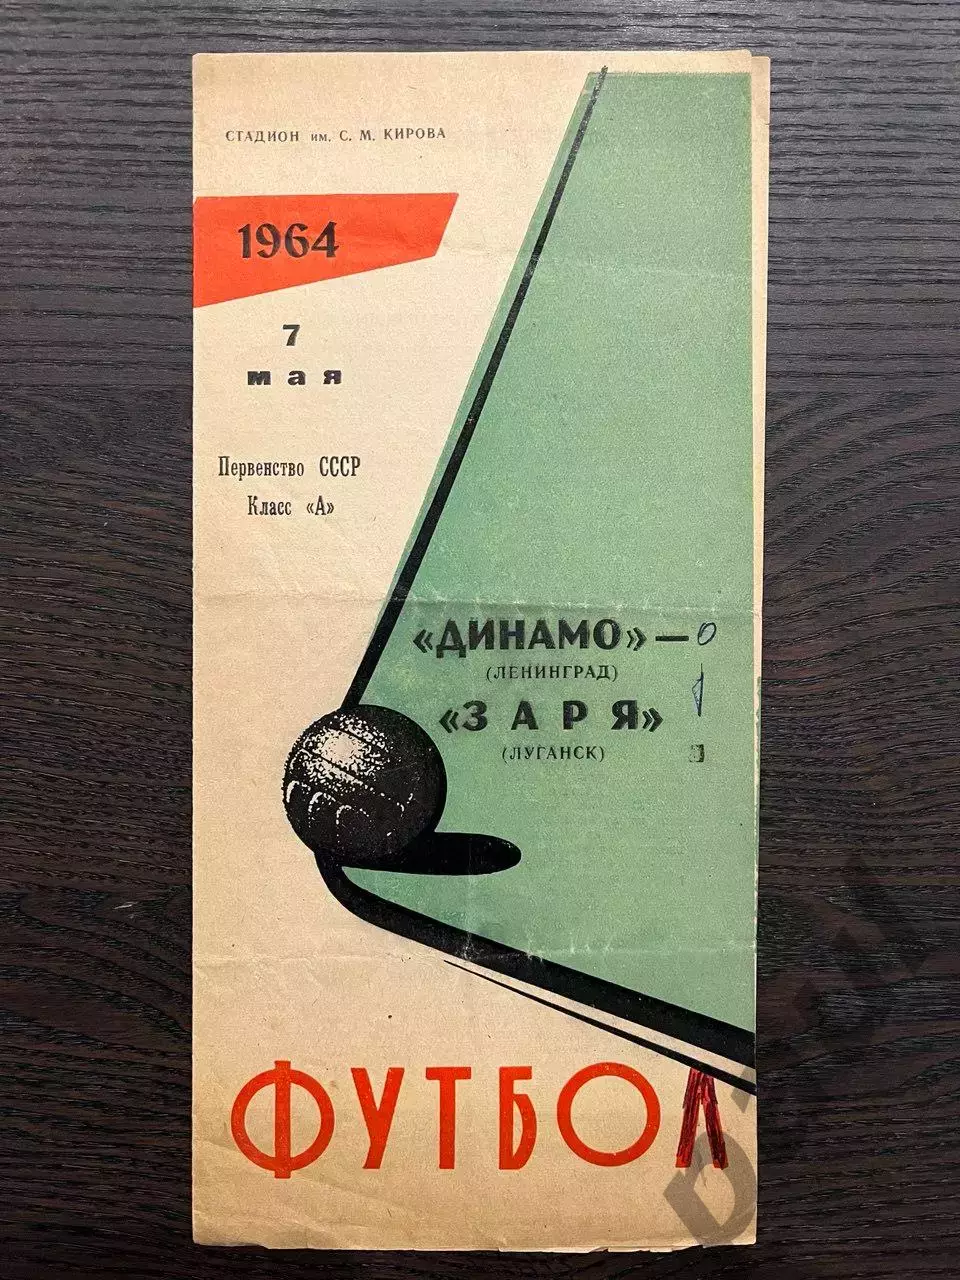 СТАДИОН им. С. М. КИРОВА
1964
7
мая
Первенство СССР
Класс «А»
«ДИНАМО» — 0
(ЛЕНИНГРАД)
«ЗАРЯ» 1
(ЛУГАНСК)
ФУТБОЛ